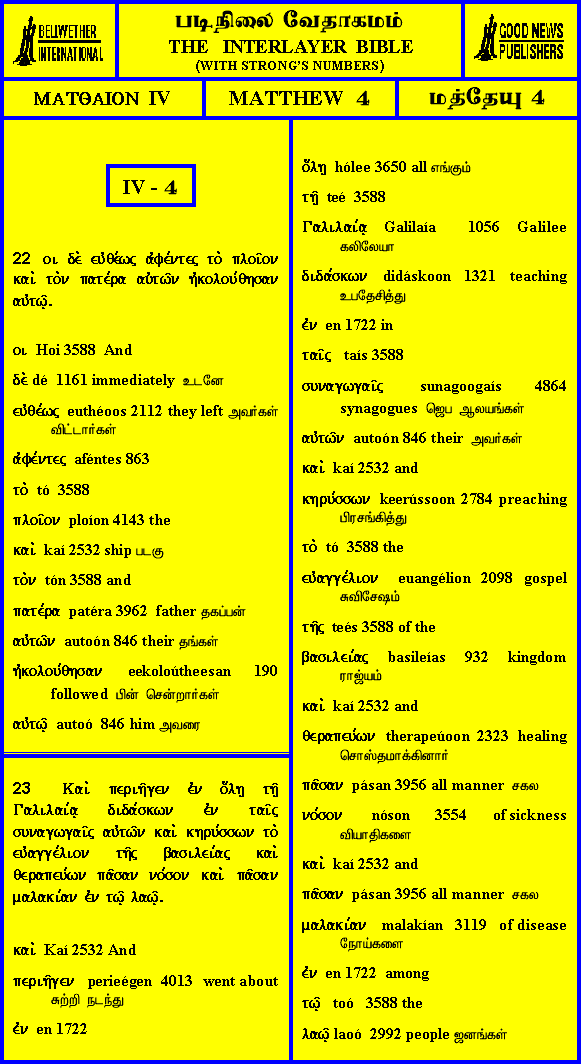 BELLWETHER
INTERNATIONAL
படிநிலை வேதாகமம்
THE INTERLAYER BIBLE
(WITH STRONG'S NUMBERS)
GOOD NEWS
PUBLISHERS
ΜΑΤΘΑΙΟΝ IV
MATTHEW 4
மத்தேயு 4
IV - 4
22 οι δὲ εὐθέως ἀφέντες τὸ πλοῖον
καὶ τὸν πατέρα αὐτῶν ἠκολούθησαν
αὐτῷ.
οι Hoi 3588 And
δὲ dé 1161 immediately உடனே
εὐθέως euthéoos 2112 they left அவர்கள்
விட்டார்கள்
ἀφέντες aféntes 863
τὸ tó 3588
πλοῖον ploíon 4143 the
καὶ kaí 2532 ship படகு
τὸν tón 3588 and
πατέρα patéra 3962 father தகப்பன்
αὐτῶν autoón 846 their தங்கள்
ἠκολούθησαν eekoloútheesan 190
followed பின் சென்றார்கள்
αὐτῷ autoó 846 him அவரை
23 Καὶ περιῆγεν ἐν ὅλῃ τῇ
Γαλιλαίᾳ διδάσκων ἐν ταῖς
συναγωγαῖς αὐτῶν καὶ κηρύσσων τὸ
εὐαγγέλιον τῆς βασιλείας καὶ
θεραπεύων πᾶσαν νόσον καὶ πᾶσαν
μαλακίαν ἐν τῷ λαῷ.
καὶ Kaí 2532 And
περιῆγεν perieégen 4013 went about
சுற்றி நடந்து
ἐν en 1722
ὅλῃ hólee 3650 all எங்கும்
τῇ teé 3588
Γαλιλαίᾳ Galilaía 1056 Galilee
கலிலேயா
διδάσκων didáskoon 1321 teaching
உபதேசித்து
ἐν en 1722 in
ταῖς taís 3588
συναγωγαῖς sunagoogaís 4864
synagogues ஜெப ஆலயங்கள்
αὐτῶν autoón 846 their அவர்கள்
καὶ kaí 2532 and
κηρύσσων keerússoon 2784 preaching
பிரசங்கித்து
τὸ tó 3588 the
εὐαγγέλιον euangélion 2098 gospel
சுவிசேஷம்
τῆς teés 3588 of the
βασιλείας basileías 932 kingdom
ராஜ்யம்
καὶ kaí 2532 and
θεραπεύων therapeúoon 2323 healing
சொஸ்தமாக்கினார்
πᾶσαν pásan 3956 all manner சகல
νόσον nóson 3554 of sickness
வியாதிகளை
καὶ kaí 2532 and
πᾶσαν pásan 3956 all manner சகல
μαλακίαν malakían 3119 of disease
நோய்களை
ἐν en 1722 among
τῷ toó 3588 the
λαῷ laoó 2992 people ஜனங்கள்